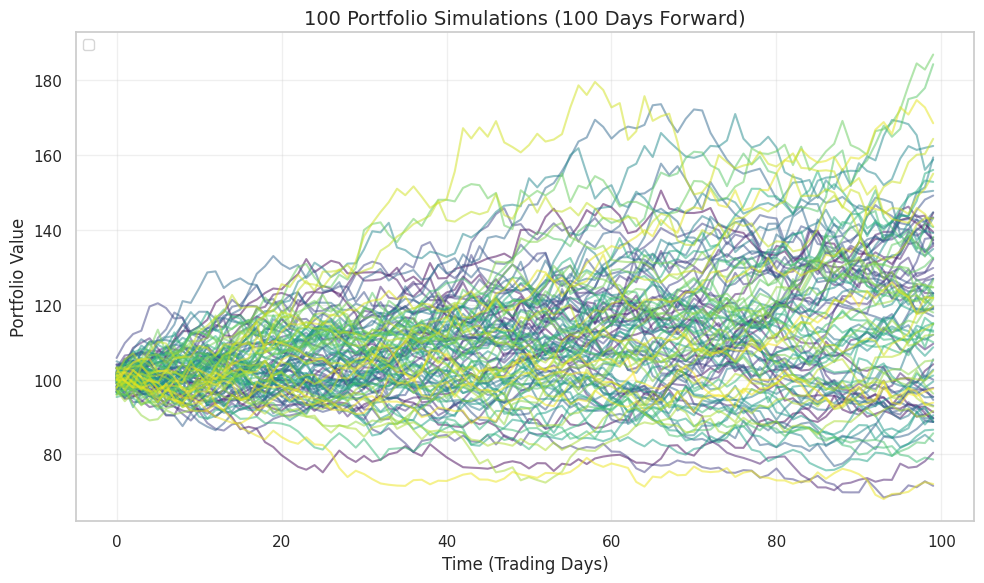 100 Portfolio Simulations (100 Days Forward)
180
160
140
120
100
80
Portfolio Value
0 20 40 60 80 100
Time (Trading Days)